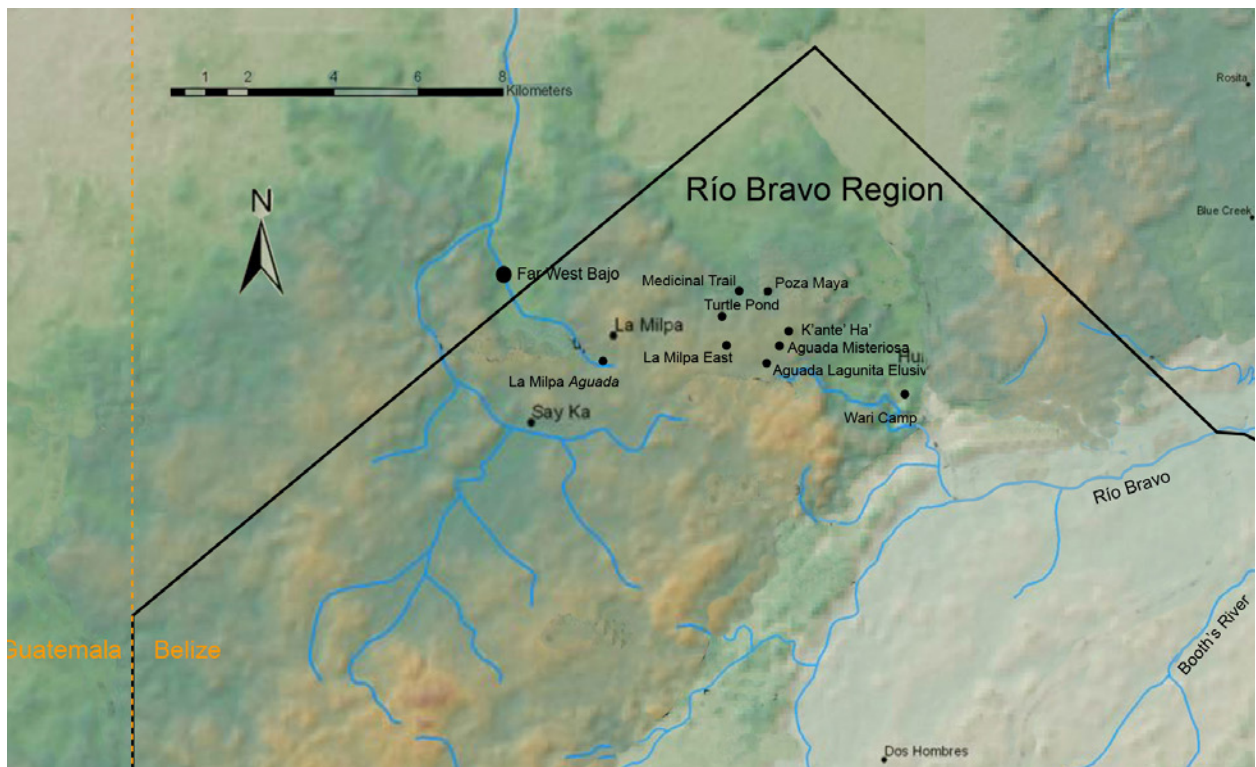 1 2 4 6 8
Kilometers
Rosita
N
Río Bravo Region
Blue Creek
Far West Bajo
Medicinal Trail
Poza Maya
Turtle Pond
La Milpa
K'ante' Ha'
La Milpa East
Aguada Misteriosa
Aguada Lagunita Elusiv
La Milpa Aguada
Say Ka
Wari Camp
Río Bravo
Guatemala
Belize
Booth's River
Dos Hombres